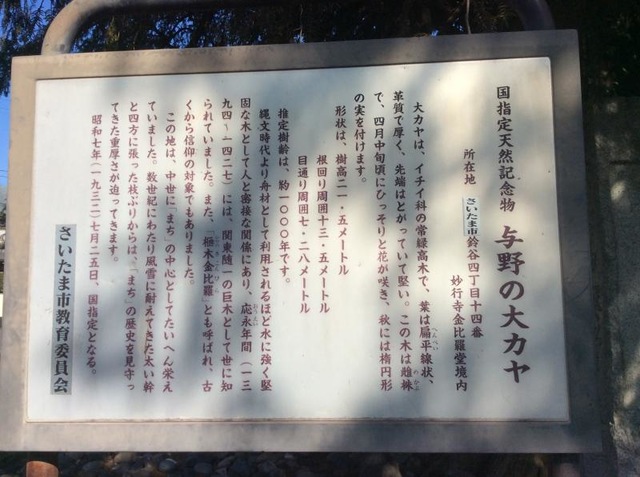 国指定天然記念物 与野の大カヤ
所在地 さいたま市鈴谷四丁目十四番
妙行寺金比羅堂境内
大カヤは、イチイ科の常緑高木で、葉は扁平線状、
へんぺい
革質で厚く、先端はとがっていて堅い。この木は雌株
めかぶ
で、四月中旬頃にひっそりと花が咲き、秋には楕円形
の実を付けます。
形状は、樹高二一・五メートル
根回り周囲十三・五メートル
目通り周囲七・二八メートル
推定樹齢は、約一〇〇〇年です。
縄文時代より舟材として利用されるほど水に強く堅
固な木として人と密接な関係にあり、応永年間（一三
おうえい
九四〜一四二七）には、関東随一の巨木として世に知
られていました。また、「榧木金比羅」とも呼ばれ、古
くから信仰の対象でもありました。
この地は、中世に「まち」の中心としてたいへん栄え
ていました。数世紀にわたり風雪に耐えてきた太い幹
と四方に張った枝ぶりからは、「まち」の歴史を見守っ
てきた重厚さが迫ってきます。
昭和七年（一九三二）七月二五日、国指定となる。
さいたま市教育委員会